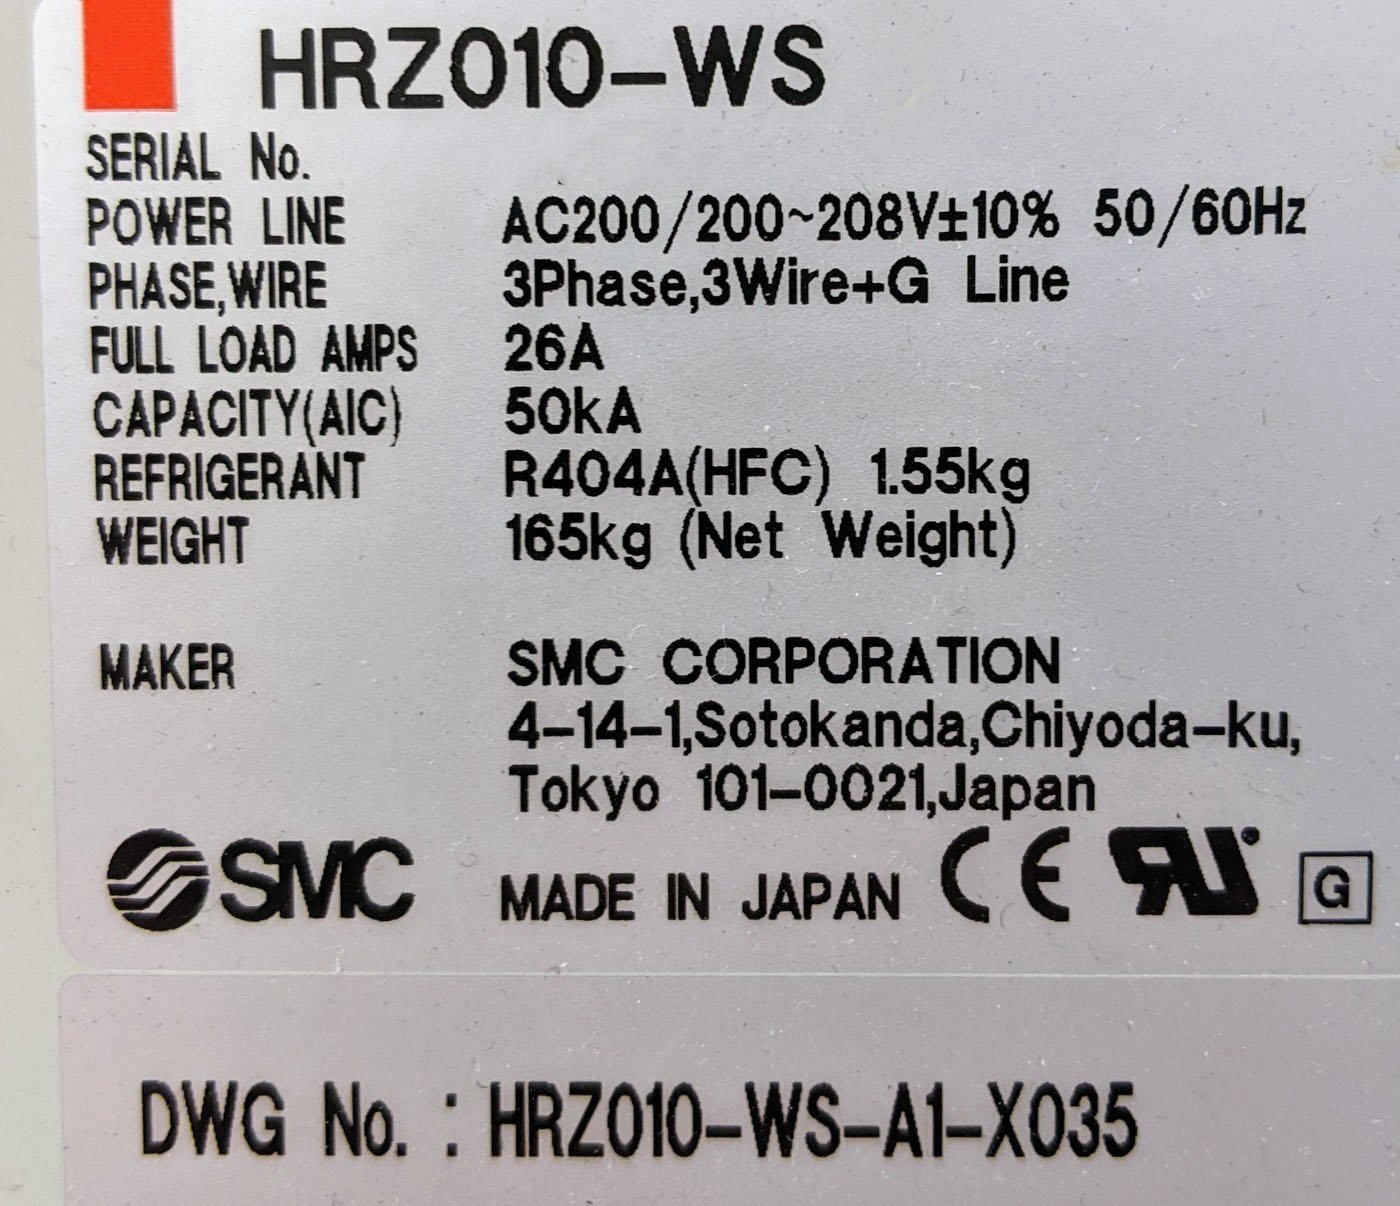 HRZ010-WS
SERIAL No.
POWER LINE AC200/200~208V±10% 50/60Hz
PHASE,WIRE 3Phase,3Wire+G Line
FULL LOAD AMPS 26A
CAPACITY(AIC) 50kA
REFRIGERANT R404A(HFC) 1.55kg
WEIGHT 165kg (Net Weight)
MAKER SMC CORPORATION
4-14-1,Sotokanda,Chiyoda-ku,
Tokyo 101-0021,Japan
SMC MADE IN JAPAN CE RU G
DWG No. : HRZ010-WS-A1-X035